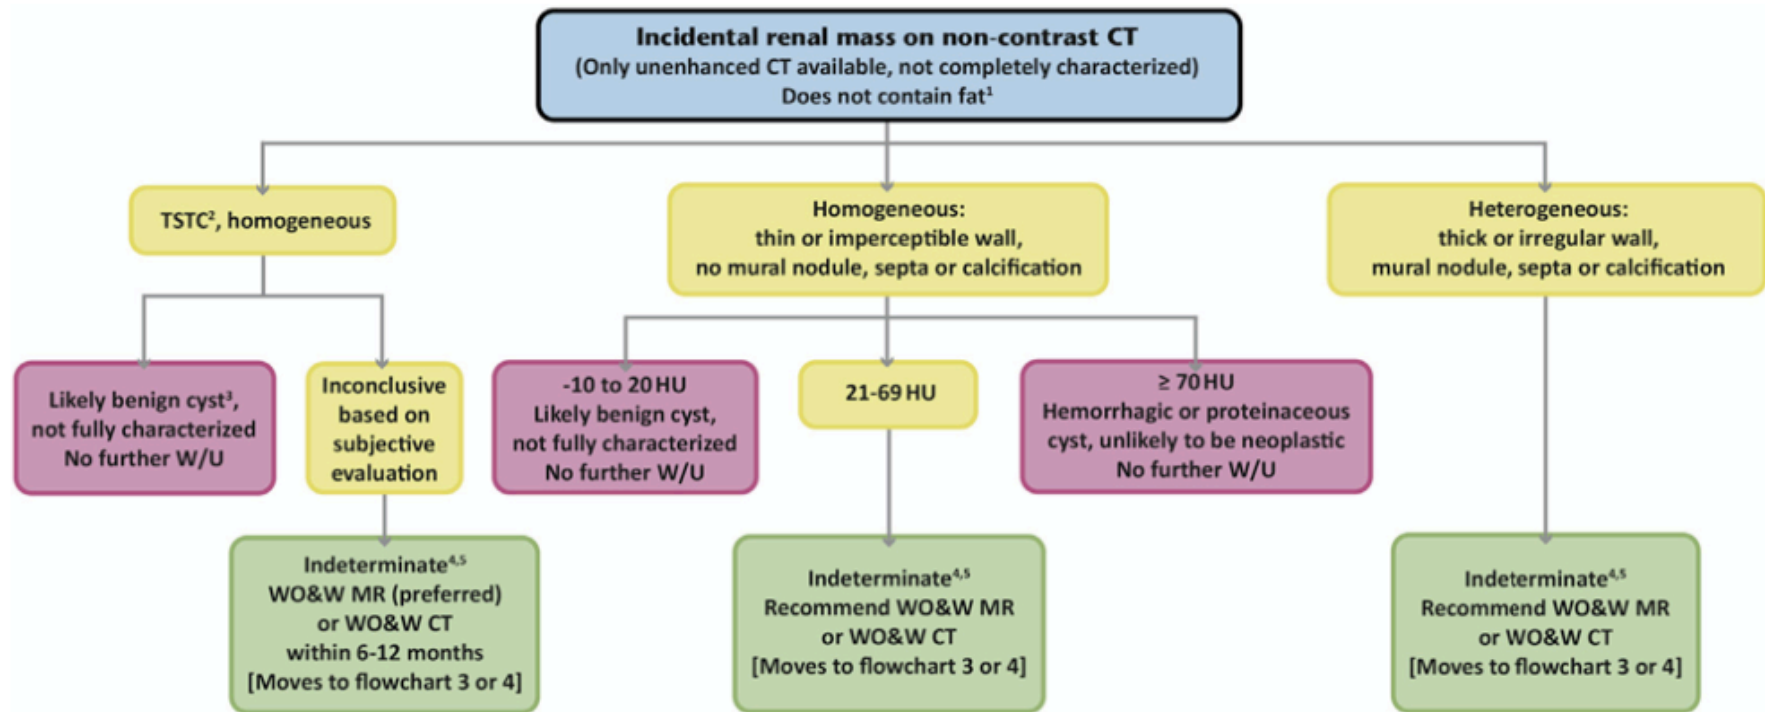 Incidental renal mass on non-contrast CT
(Only unenhanced CT available, not completely characterized)
Does not contain fat¹
TSTC², homogeneous
Homogeneous:
thin or imperceptible wall,
no mural nodule, septa or calcification
Heterogeneous:
thick or irregular wall,
mural nodule, septa or calcification
Likely benign cyst³,
not fully characterized
No further W/U
Inconclusive
based on
subjective
evaluation
-10 to 20 HU
Likely benign cyst,
not fully characterized
No further W/U
21-69 HU
≥ 70 HU
Hemorrhagic or proteinaceous
cyst, unlikely to be neoplastic
No further W/U
Indeterminate⁴,⁵
WO&W MR (preferred)
or WO&W CT
within 6-12 months
[Moves to flowchart 3 or 4]
Indeterminate⁴,⁵
Recommend WO&W MR
or WO&W CT
[Moves to flowchart 3 or 4]
Indeterminate⁴,⁵
Recommend WO&W MR
or WO&W CT
[Moves to flowchart 3 or 4]